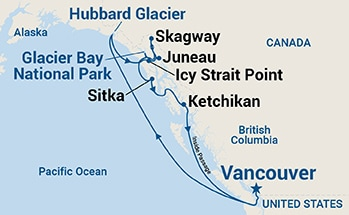 Hubbard Glacier
Alaska
Skagway
CANADA
Glacier Bay
National Park
Juneau
Icy Strait Point
Sitka
Ketchikan
Inside Passage
British
Columbia
Pacific Ocean
Vancouver
UNITED STATES